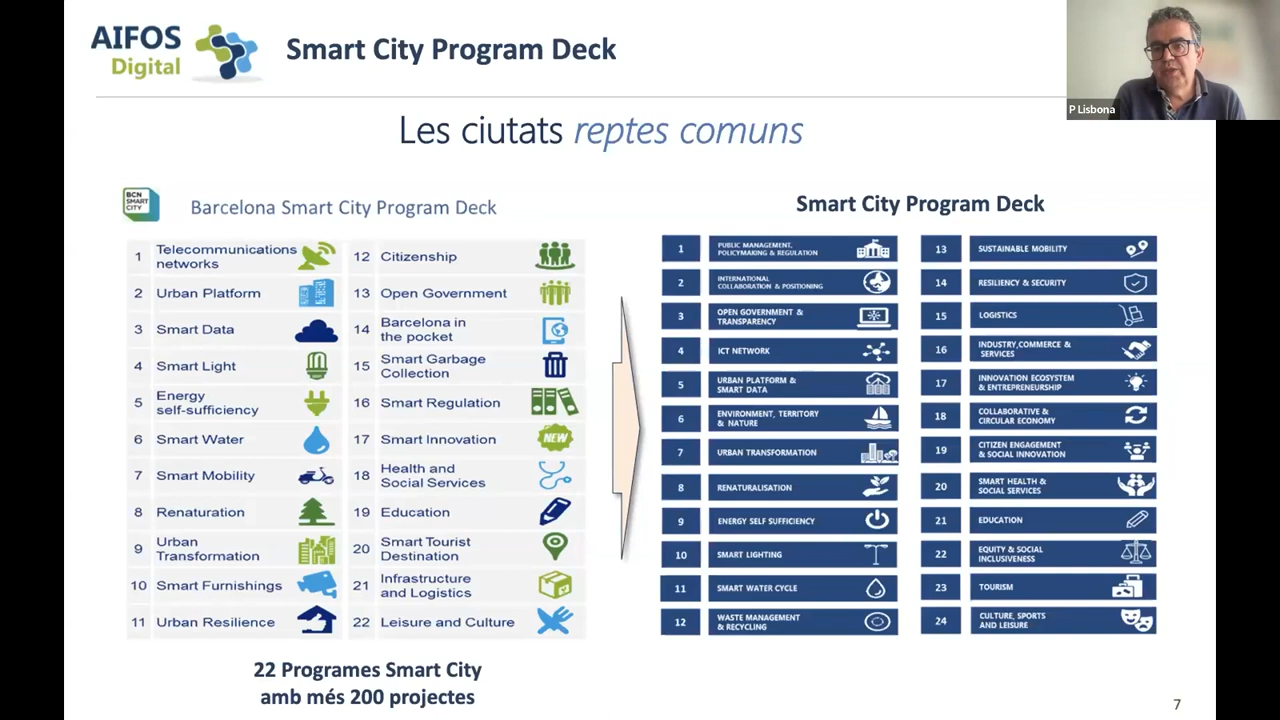 AIFOS
Digital
Smart City Program Deck
P Lisbona
Les ciutats reptes comuns
BCN
SMART
CITY
Barcelona Smart City Program Deck
1 Telecommunications
networks
2 Urban Platform
3 Smart Data
4 Smart Light
5 Energy
self-sufficiency
6 Smart Water
7 Smart Mobility
8 Renaturation
9 Urban
Transformation
10 Smart Furnishings
11 Urban Resilience
12 Citizenship
13 Open Government
14 Barcelona in
the pocket
15 Smart Garbage
Collection
16 Smart Regulation
17 Smart Innovation
NEW
18 Health and
Social Services
19 Education
20 Smart Tourist
Destination
21 Infrastructure
and Logistics
22 Leisure and Culture
22 Programes Smart City
amb més 200 projectes
Smart City Program Deck
1 PUBLIC MANAGEMENT,
POLICYMAKING & REGULATION
2 INTERNATIONAL
COLLABORATION & POSITIONING
3 OPEN GOVERNMENT &
TRANSPARENCY
4 ICT NETWORK
5 URBAN PLATFORM &
SMART DATA
6 ENVIRONMENT, TERRITORY
& NATURE
7 URBAN TRANSFORMATION
8 RENATURALISATION
9 ENERGY SELF SUFFICIENCY
10 SMART LIGHTING
11 SMART WATER CYCLE
12 WASTE MANAGEMENT
& RECYCLING
13 SUSTAINABLE MOBILITY
14 RESILIENCY & SECURITY
15 LOGISTICS
16 INDUSTRY,COMMERCE &
SERVICES
17 INNOVATION ECOSYSTEM
& ENTREPRENEURSHIP
18 COLLABORATIVE &
CIRCULAR ECONOMY
19 CITIZEN ENGAGEMENT
& SOCIAL INNOVATION
20 SMART HEALTH &
SOCIAL SERVICES
21 EDUCATION
22 EQUITY & SOCIAL
INCLUSIVENESS
23 TOURISM
24 CULTURE, SPORTS
AND LEISURE
7